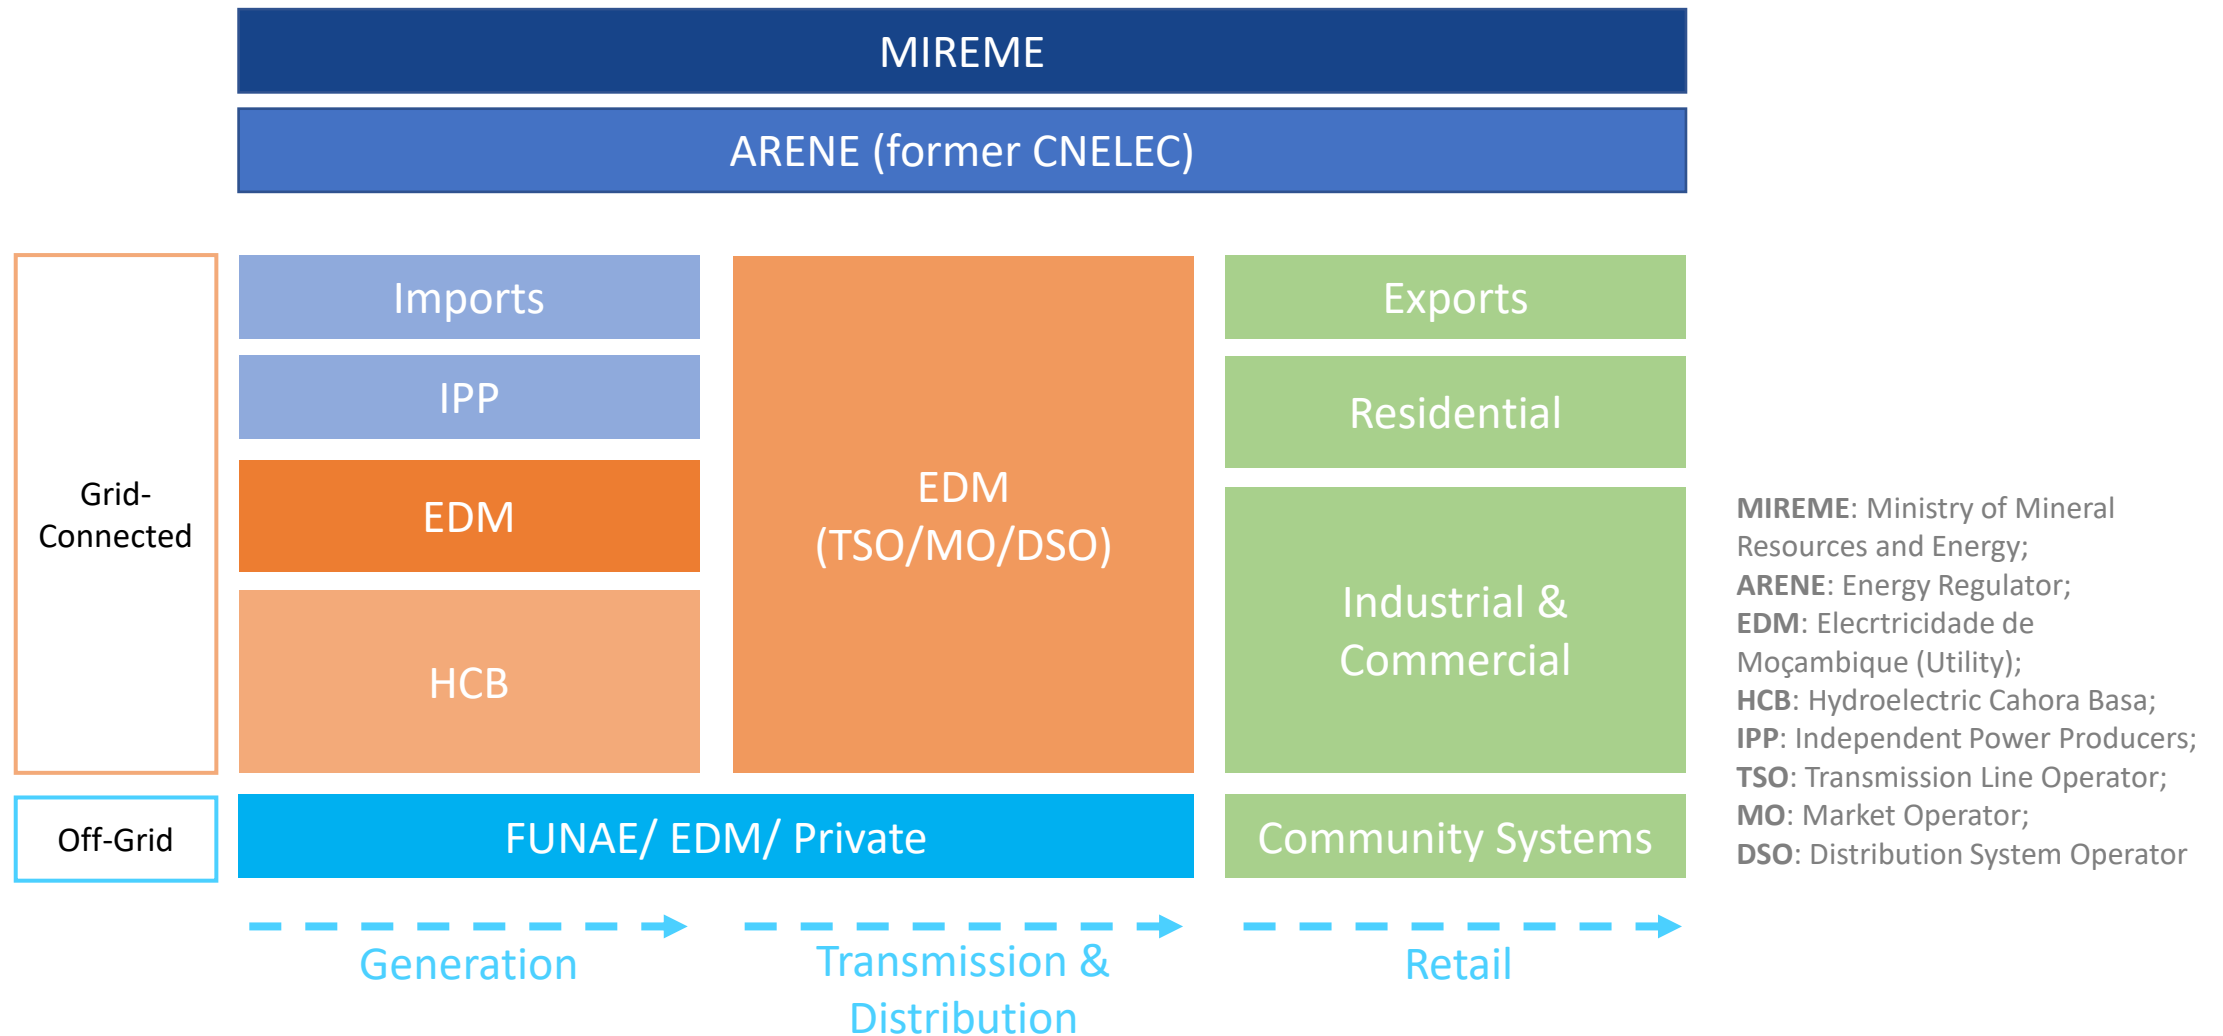 MIREME
ARENE (former CNELEC)
Grid-
Connected
Imports
IPP
EDM
HCB
EDM
(TSO/MO/DSO)
Exports
Residential
Industrial &
Commercial
Off-Grid
FUNAE/ EDM/ Private
Community Systems
Generation
Transmission &
Distribution
Retail
MIREME: Ministry of Mineral
Resources and Energy;
ARENE: Energy Regulator;
EDM: Elecrtricidade de
Moçambique (Utility);
HCB: Hydroelectric Cahora Basa;
IPP: Independent Power Producers;
TSO: Transmission Line Operator;
MO: Market Operator;
DSO: Distribution System Operator